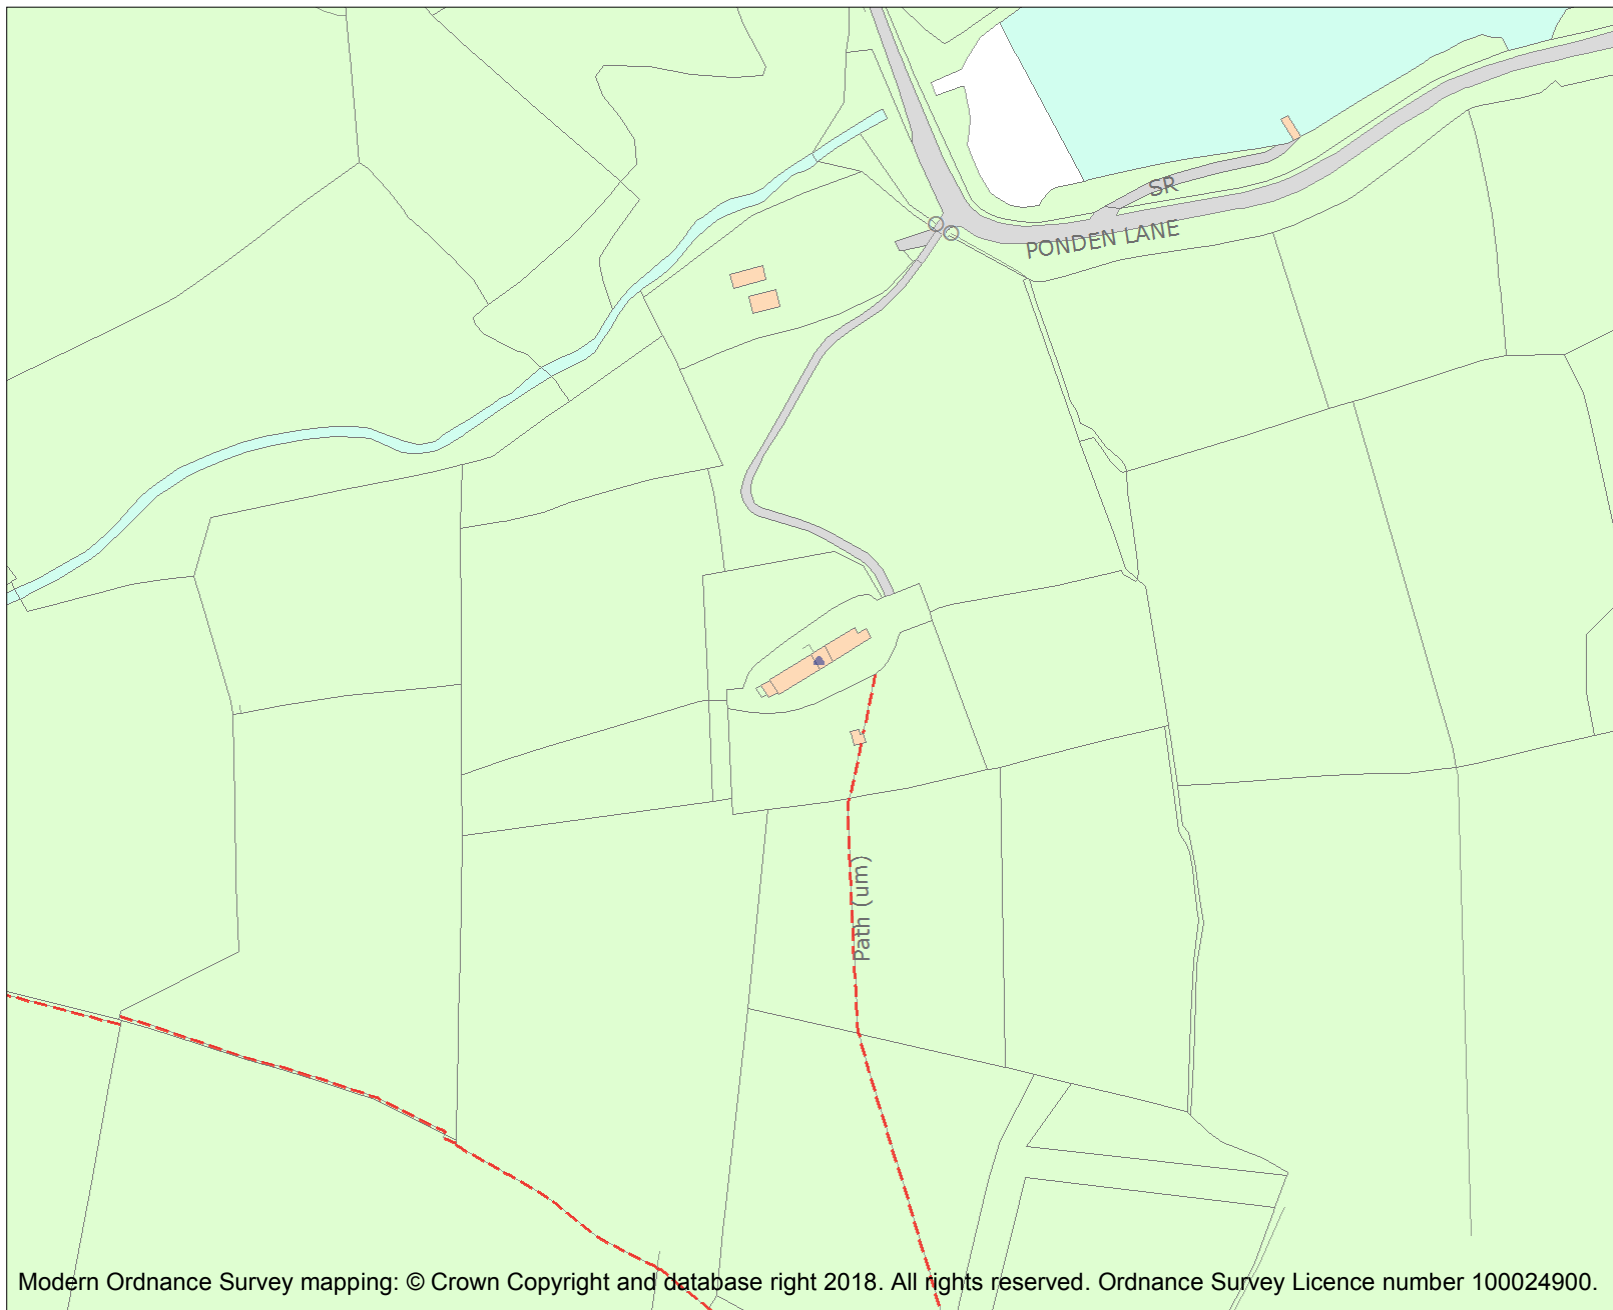 SR
PONDEN LANE
Path (um)
Modern Ordnance Survey mapping: © Crown Copyright and database right 2018. All rights reserved. Ordnance Survey Licence number 100024900.